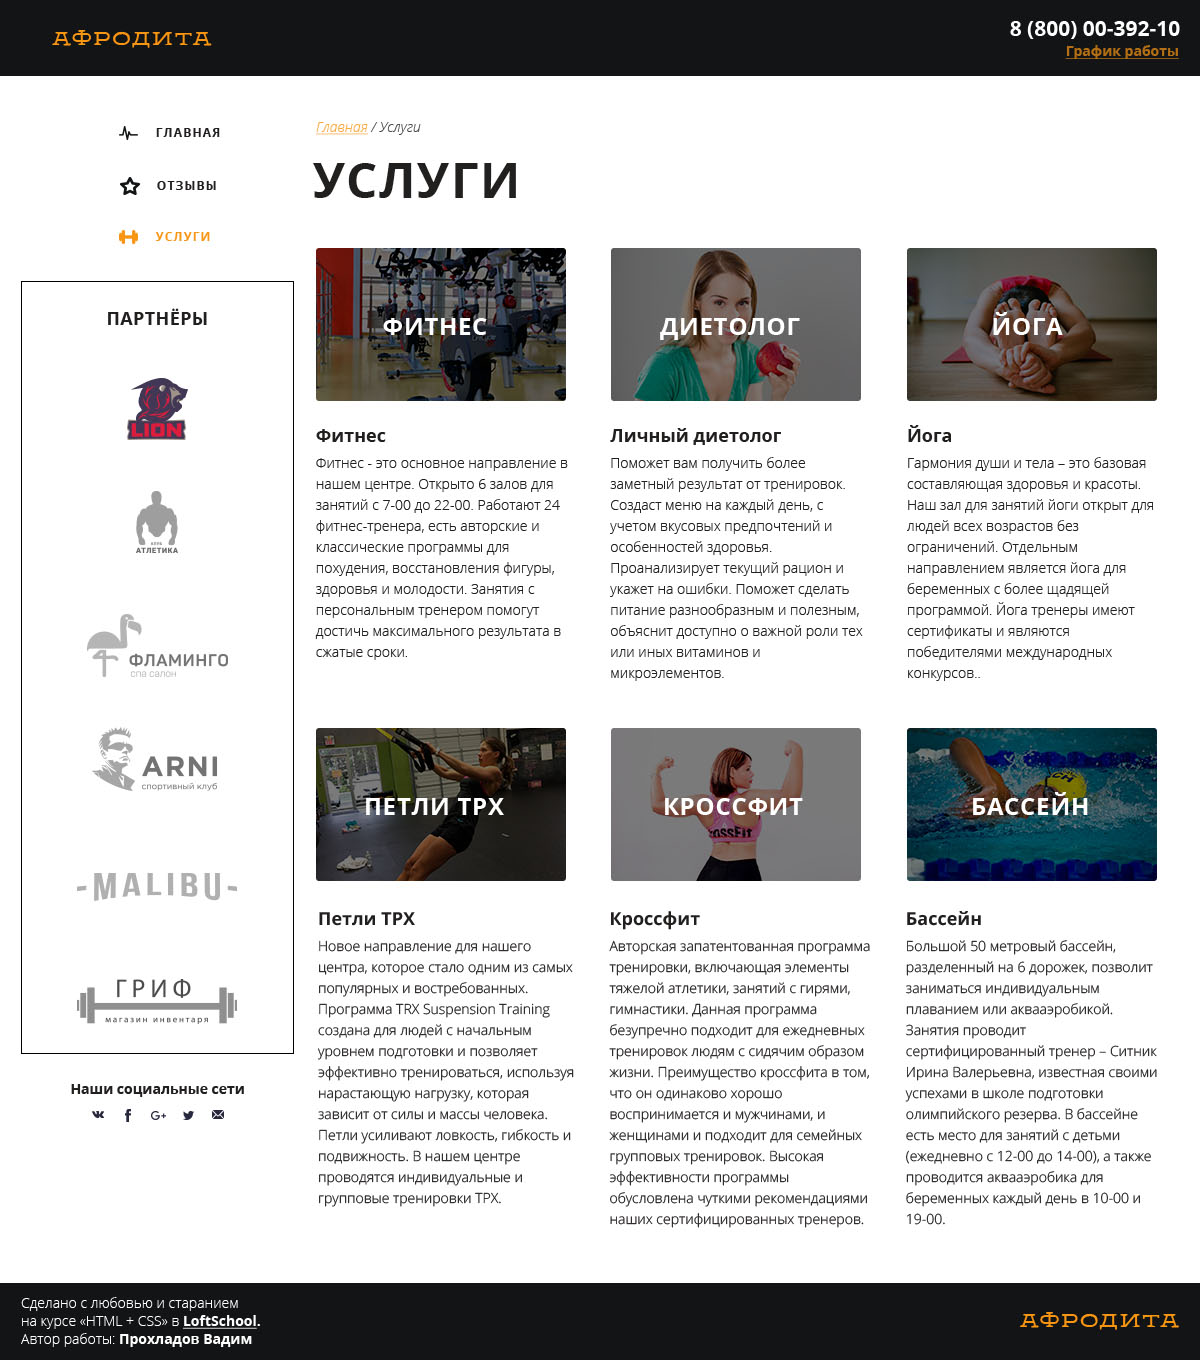 АФРОДИТА
8 (800) 00-392-10
График работы
ГЛАВНАЯ
ОТЗЫВЫ
УСЛУГИ
ПАРТНЁРЫ
LION
КЛУБ
АТЛЕТИКА
ФЛАМИНГО
спа салон
ARNI
спортивный клуб
-MALIBU-
ГРИФ
магазин инвентаря
Наши социальные сети
Главная / Услуги
УСЛУГИ
ФИТНЕС
Фитнес
Фитнес - это основное направление в
нашем центре. Открыто 6 залов для
занятий с 7-00 до 22-00. Работают 24
фитнес-тренера, есть авторские и
классические программы для
похудения, восстановления фигуры,
здоровья и молодости. Занятия с
персональным тренером помогут
достичь максимального результата в
сжатые сроки.
ДИЕТОЛОГ
Личный диетолог
Поможет вам получить более
заметный результат от тренировок.
Создаст меню на каждый день, с
учетом вкусовых предпочтений и
особенностей здоровья.
Проанализирует текущий рацион и
укажет на ошибки. Поможет сделать
питание разнообразным и полезным,
объяснит доступно о важной роли тех
или иных витаминов и
микроэлементов.
ЙОГА
Йога
Гармония души и тела – это базовая
составляющая здоровья и красоты.
Наш зал для занятий йоги открыт для
людей всех возрастов без
ограничений. Отдельным
направлением является йога для
беременных с более щадящей
программой. Йога тренеры имеют
сертификаты и являются
победителями международных
конкурсов..
ПЕТЛИ ТРХ
Петли ТРХ
Новое направление для нашего
центра, которое стало одним из самых
популярных и востребованных.
Программа TRX Suspension Training
создана для людей с начальным
уровнем подготовки и позволяет
эффективно тренироваться, используя
нарастающую нагрузку, которая
зависит от силы и массы человека.
Петли усиливают ловкость, гибкость и
подвижность. В нашем центре
проводятся индивидуальные и
групповые тренировки ТРХ.
КРОССФИТ
CROSSFIT
Кроссфит
Авторская запатентованная программа
тренировки, включающая элементы
тяжелой атлетики, занятий с гирями,
гимнастики. Данная программа
безупречно подходит для ежедневных
тренировок людям с сидячим образом
жизни. Преимущество кроссфита в том,
что он одинаково хорошо
воспринимается и мужчинами, и
женщинами и подходит для семейных
групповых тренировок. Высокая
эффективности программы
обусловлена чуткими рекомендациями
наших сертифицированных тренеров.
БАССЕЙН
Бассейн
Большой 50 метровый бассейн,
разделенный на 6 дорожек, позволит
заниматься индивидуальным
плаванием или аквааэробикой.
Занятия проводит
сертифицированный тренер – Ситник
Ирина Валерьевна, известная своими
успехами в школе подготовки
олимпийского резерва. В бассейне
есть место для занятий с детьми
(ежедневно с 12-00 до 14-00), а также
проводится аквааэробика для
беременных каждый день в 10-00 и
19-00.
Сделано с любовью и старанием
на курсе «HTML + CSS» в LoftSchool.
Автор работы: Прохладов Вадим
АФРОДИТА